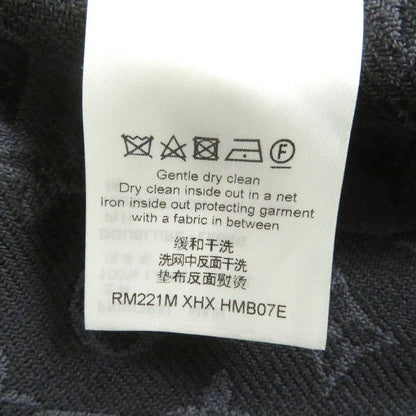 F
Gentle dry clean
Dry clean inside out in a net
Iron inside out protecting garment
with a fabric in between
缓和干洗
洗网中反面干洗
垫布反面熨烫
RM221M XHX HMB07E